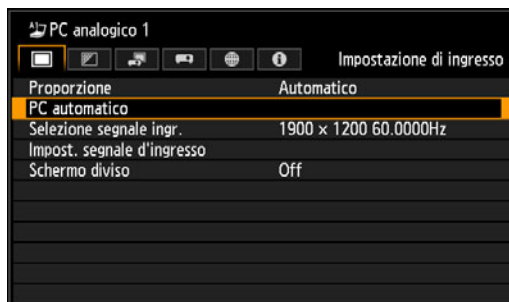 PC analogico 1
Impostazione di ingresso
Proporzione Automatico
PC automatico
Selezione segnale ingr. 1900 × 1200 60.0000Hz
Impost. segnale d'ingresso
Schermo diviso Off